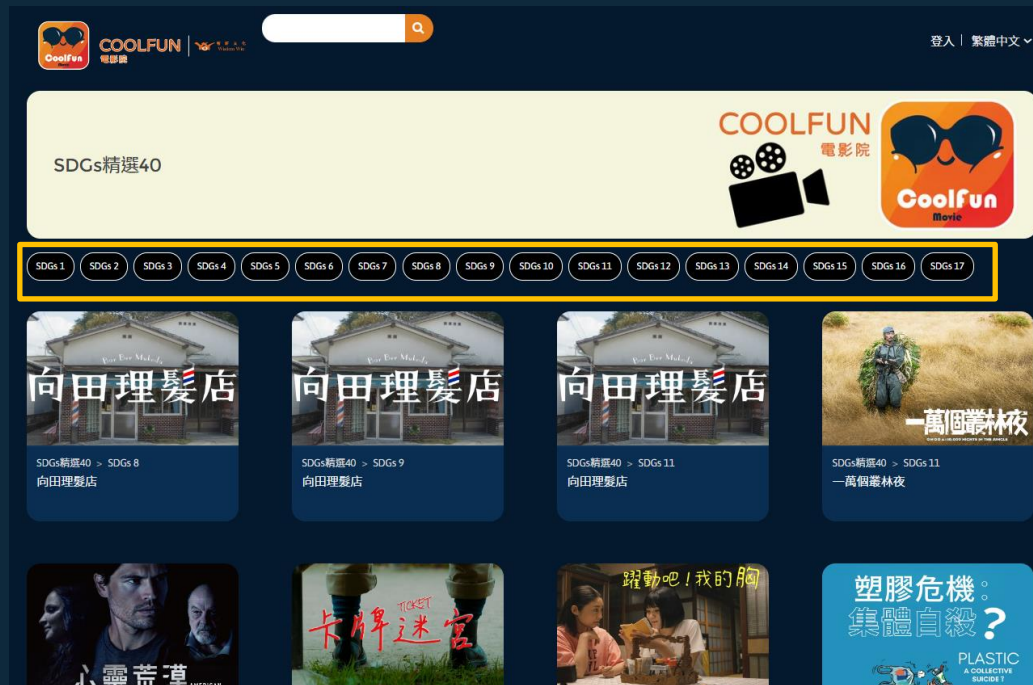 CoolFun
Movie
COOLFUN
電影院
登入
繁體中文
SDGs精選40
COOLFUN
電影院
CoolFun
Movie
SDGs 1
SDGs 2
SDGs 3
SDGs 4
SDGs 5
SDGs 6
SDGs 7
SDGs 8
SDGs 9
SDGs 10
SDGs 11
SDGs 12
SDGs 13
SDGs 14
SDGs 15
SDGs 16
SDGs 17
向田理髮店
向田理髮店
向田理髮店
一萬個叢林夜
SDGs精選40 > SDGs 8
向田理髮店
SDGs精選40 > SDGs 9
向田理髮店
SDGs精選40 > SDGs 11
向田理髮店
SDGs精選40 > SDGs 11
一萬個叢林夜
心靈荒漠
TICKET
卡牌迷宮
躍動吧！我的胸
塑膠危機：
集體自殺？
PLASTIC
A COLLECTIVE
SUICIDE ?